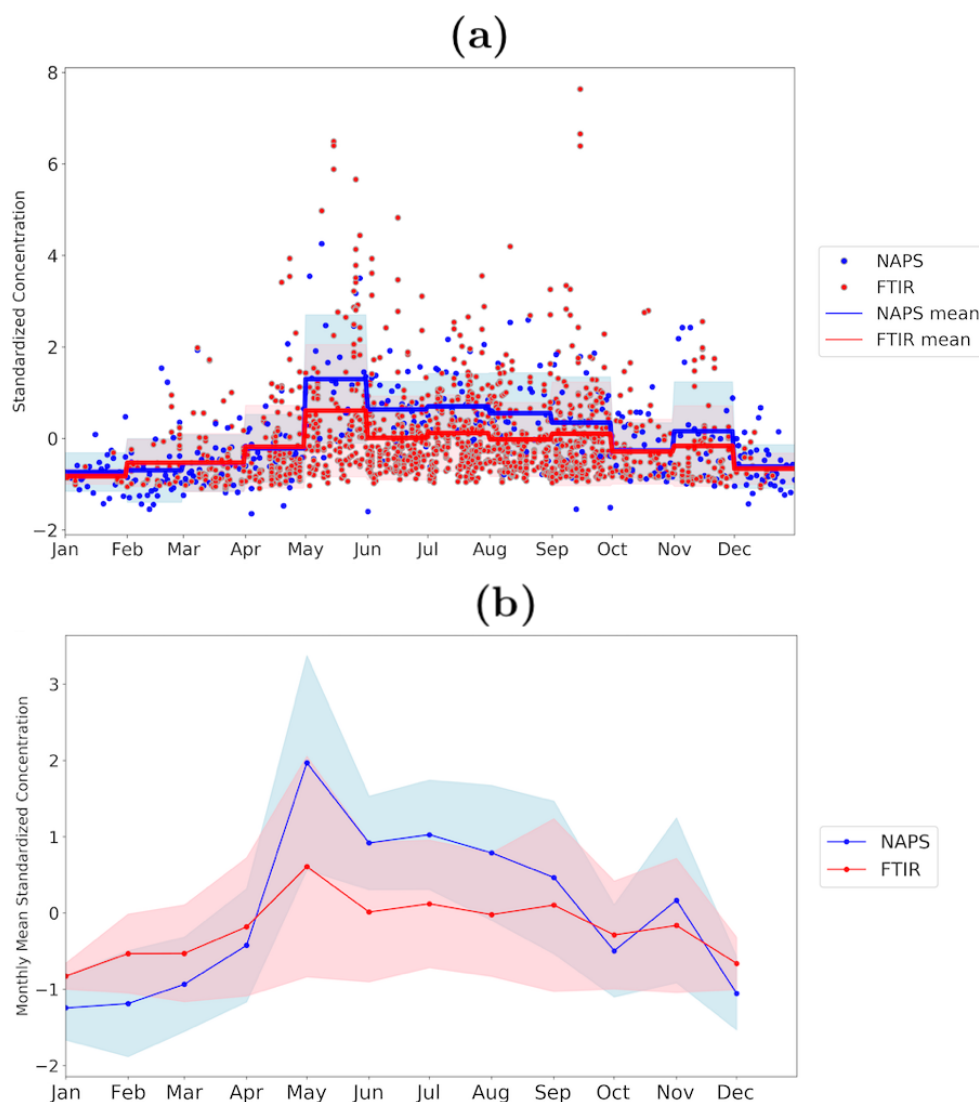 (a)
Standardized Concentration
8
6
4
2
0
−2
Jan Feb Mar Apr May Jun Jul Aug Sep Oct Nov Dec
NAPS
FTIR
NAPS mean
FTIR mean
(b)
Monthly Mean Standardized Concentration
3
2
1
0
−1
−2
Jan Feb Mar Apr May Jun Jul Aug Sep Oct Nov Dec
NAPS
FTIR